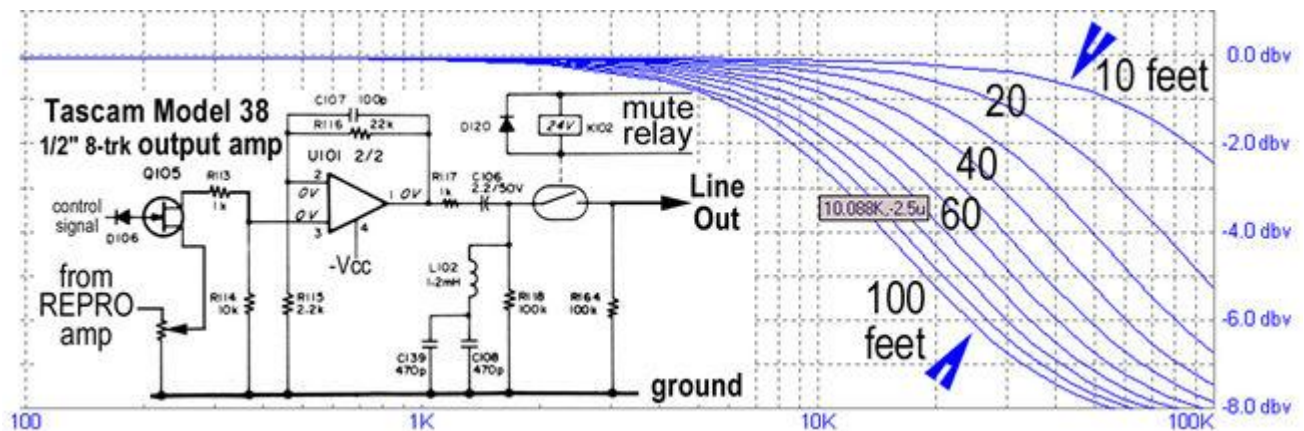 Tascam Model 38
1/2" 8-trk output amp
C107 100p
R116 22k
U101 2/2
D120
24V
K102
mute
relay
Q105
R113
1k
0V
2
0V
3
1
0V
4
-Vcc
R117
1k
C106
2.2/50V
Line
Out
control
signal
D106
from
REPRO
amp
R114
10k
R115
2.2k
L102
1.2mH
R118
100k
R164
100k
C139
470p
C108
470p
ground
10 feet
20
40
60
100
feet
10.088K,-2.5u
0.0 dbv
-2.0 dbv
-4.0 dbv
-6.0 dbv
-8.0 dbv
100
1K
10K
100K